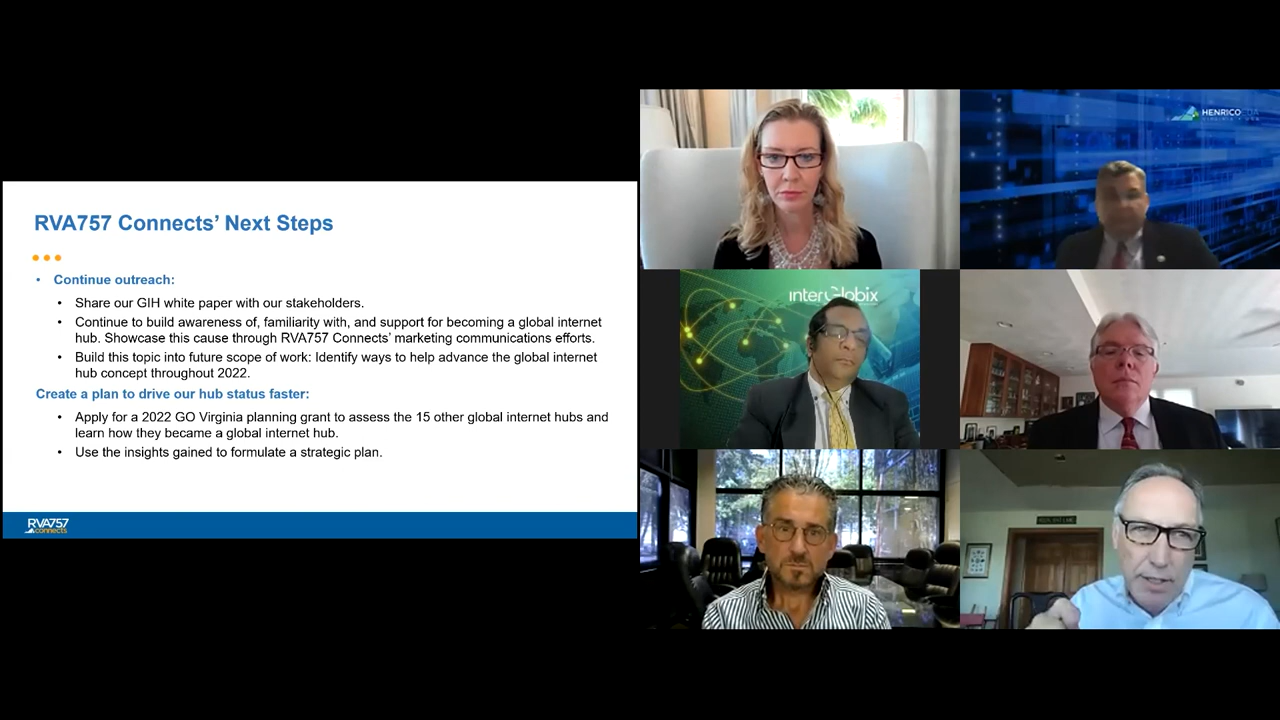 RVA757 Connects’ Next Steps
• Continue outreach:
• Share our GIH white paper with our stakeholders.
• Continue to build awareness of, familiarity with, and support for becoming a global internet
hub. Showcase this cause through RVA757 Connects’ marketing communications efforts.
• Build this topic into future scope of work: Identify ways to help advance the global internet
hub concept throughout 2022.
Create a plan to drive our hub status faster:
• Apply for a 2022 GO Virginia planning grant to assess the 15 other global internet hubs and
learn how they became a global internet hub.
• Use the insights gained to formulate a strategic plan.
RVA757
connects
HENRICO
interGlobix